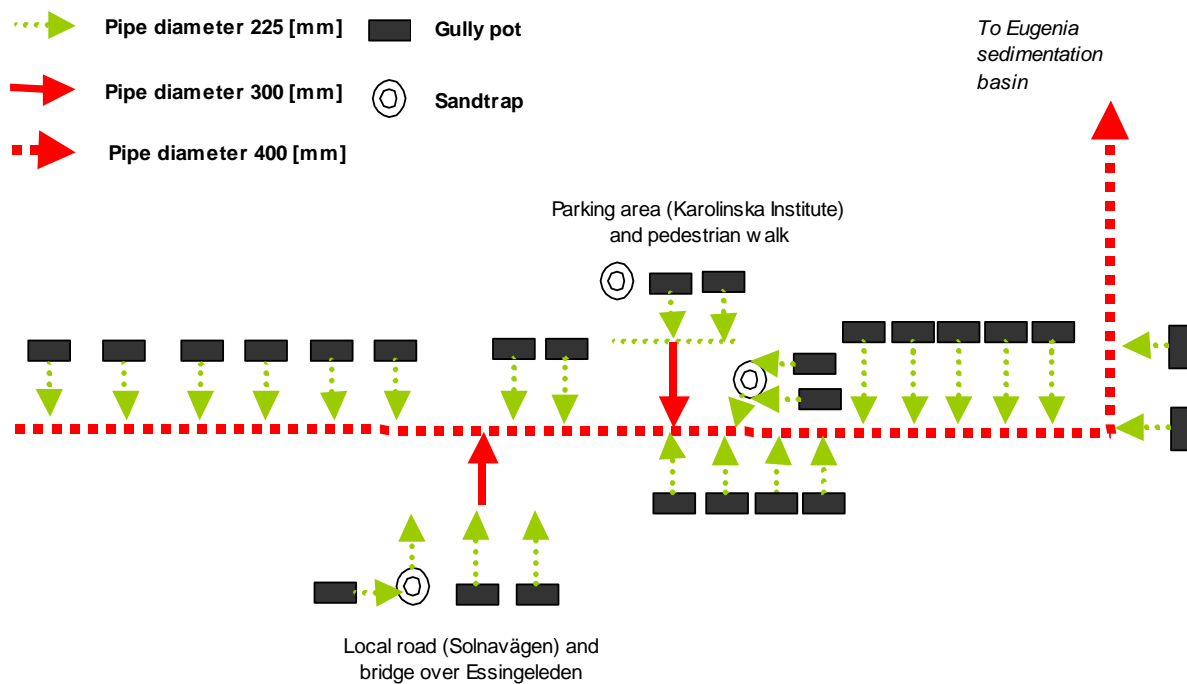 Pipe diameter 225 [mm]
Gully pot
Pipe diameter 300 [mm]
Sandtrap
Pipe diameter 400 [mm]
To Eugenia
sedimentation
basin
Parking area (Karolinska Institute)
and pedestrian walk
Local road (Solnavägen) and
bridge over Essingeleden